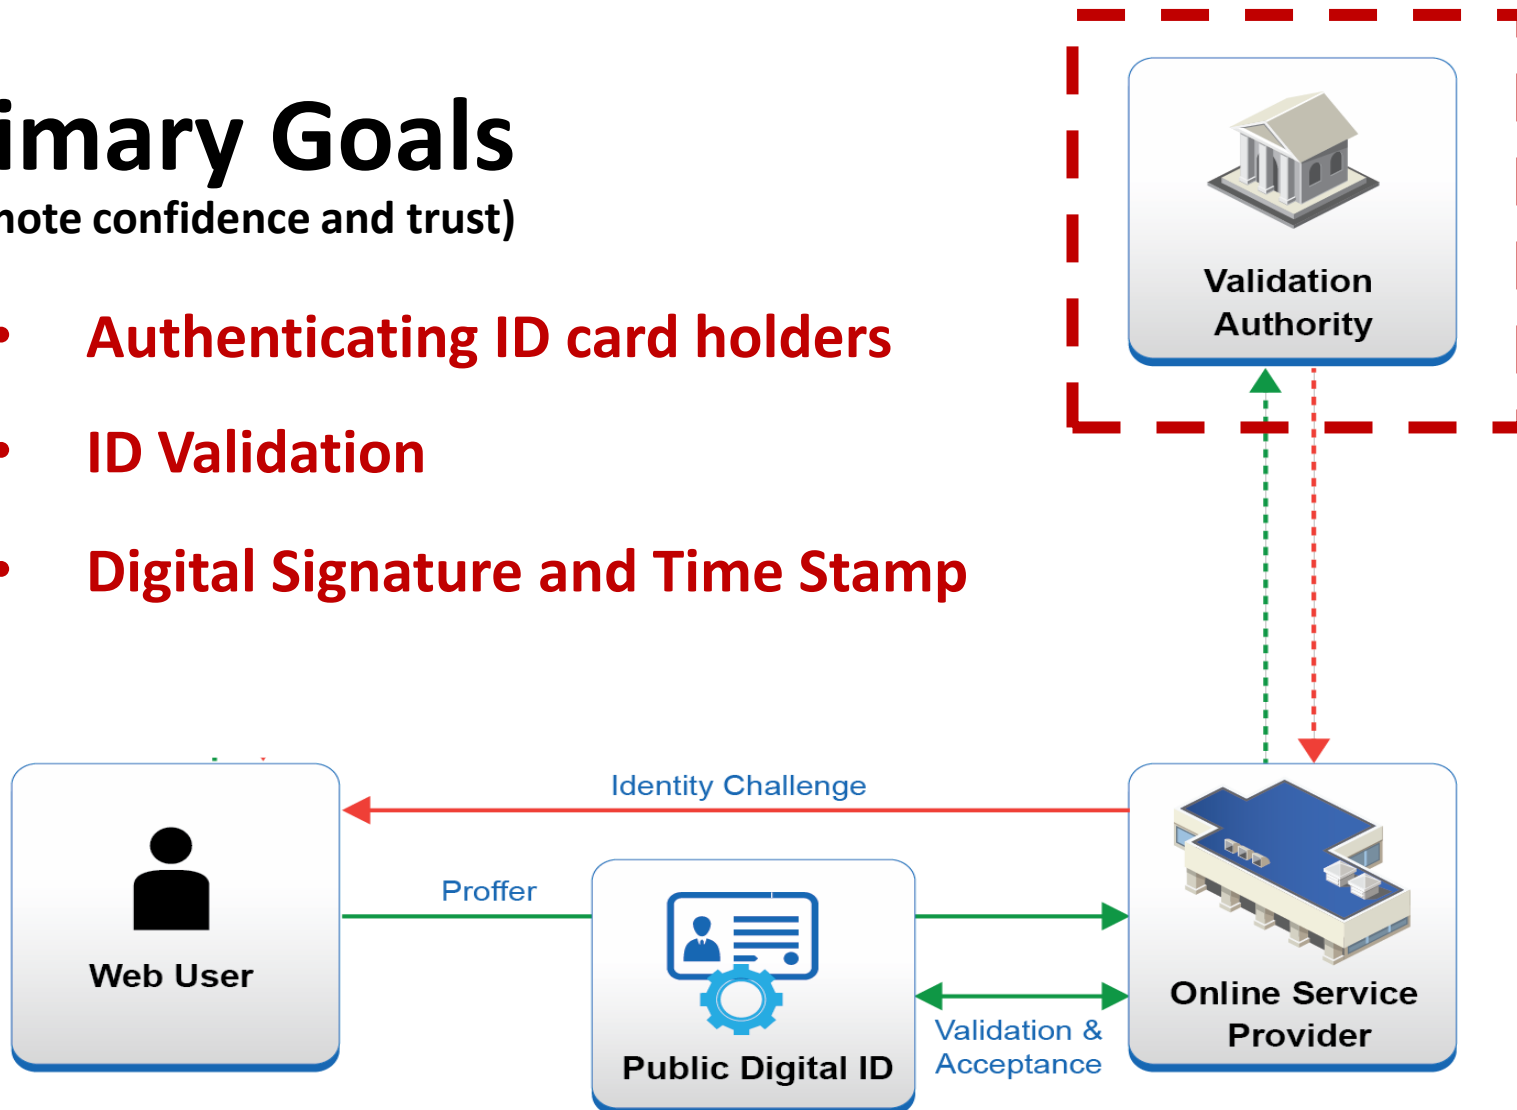 imary Goals
note confidence and trust)
• Authenticating ID card holders
• ID Validation
• Digital Signature and Time Stamp
Validation
Authority
Identity Challenge
Proffer
Web User
Public Digital ID
Validation &
Acceptance
Online Service
Provider